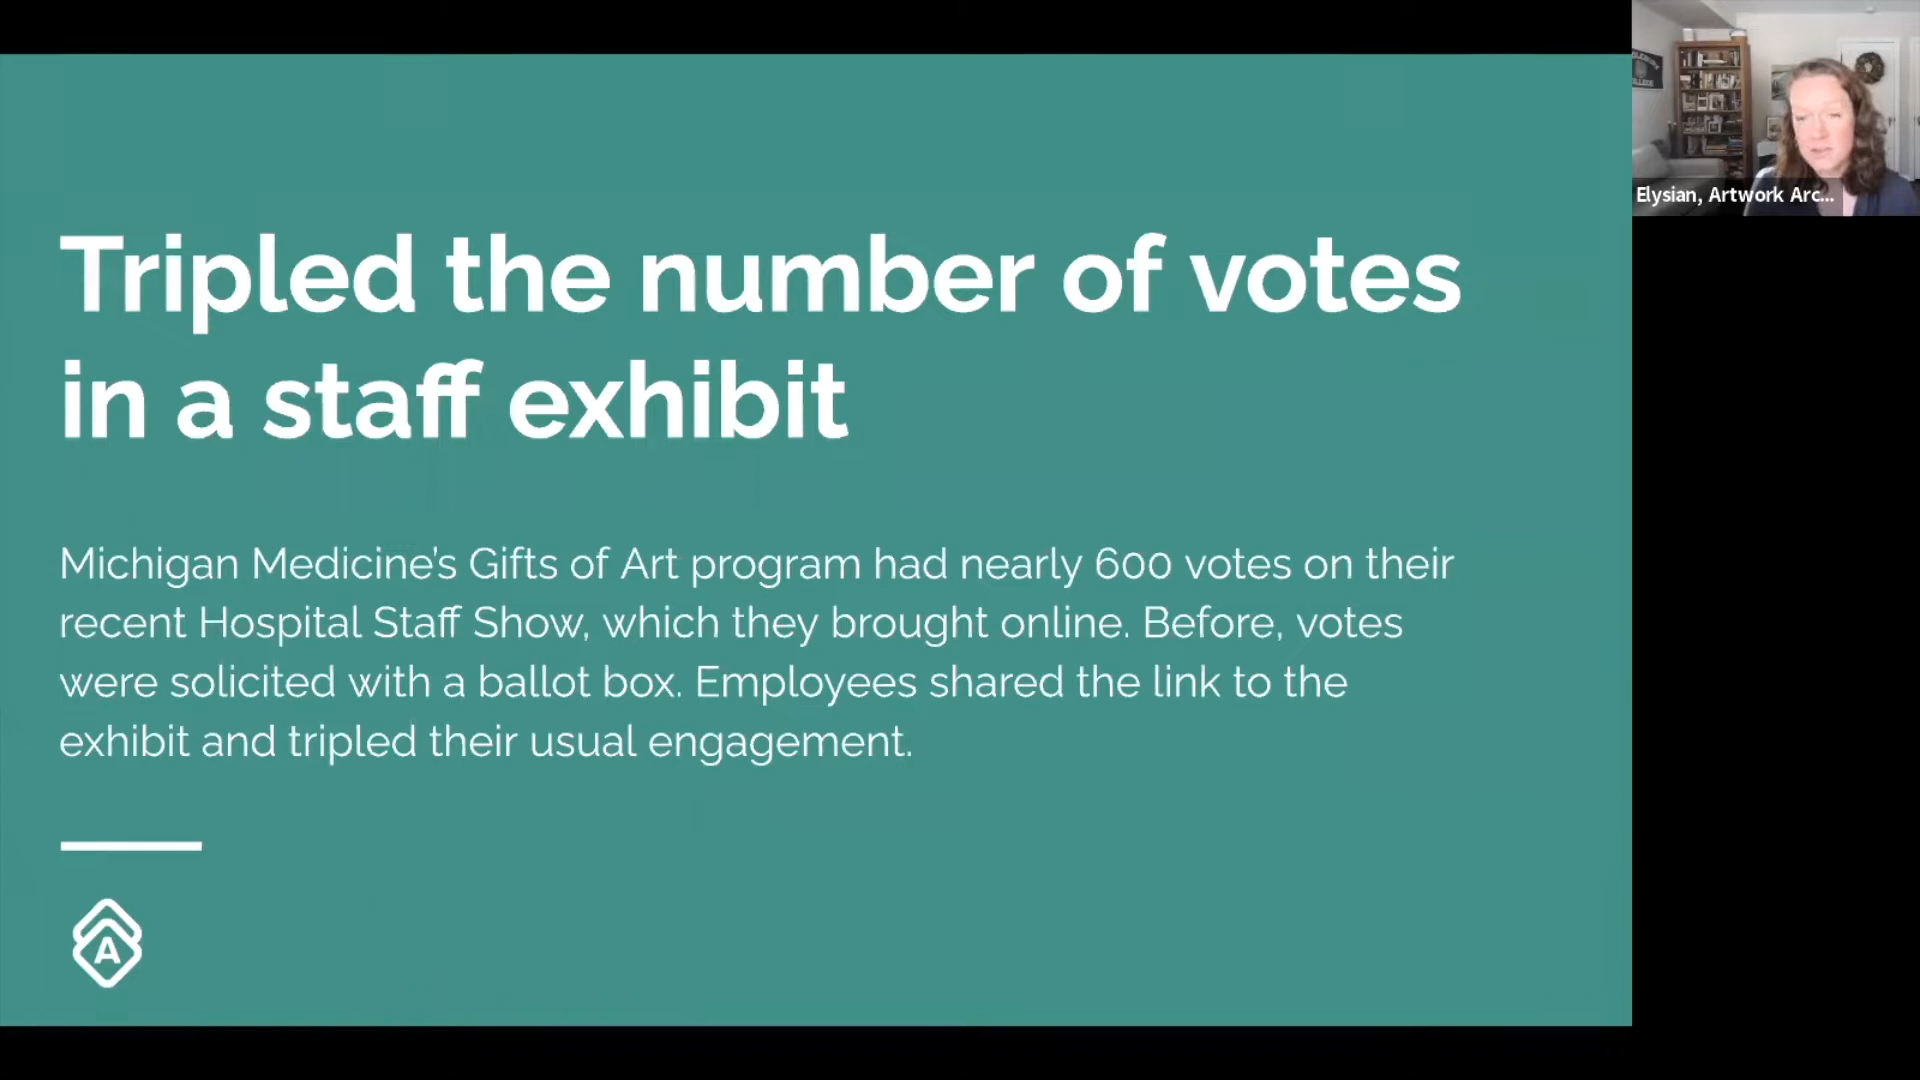 Tripled the number of votes
in a staff exhibit
Michigan Medicine's Gifts of Art program had nearly 600 votes on their
recent Hospital Staff Show, which they brought online. Before, votes
were solicited with a ballot box. Employees shared the link to the
exhibit and tripled their usual engagement.
A
Elysian, Artwork Arc...